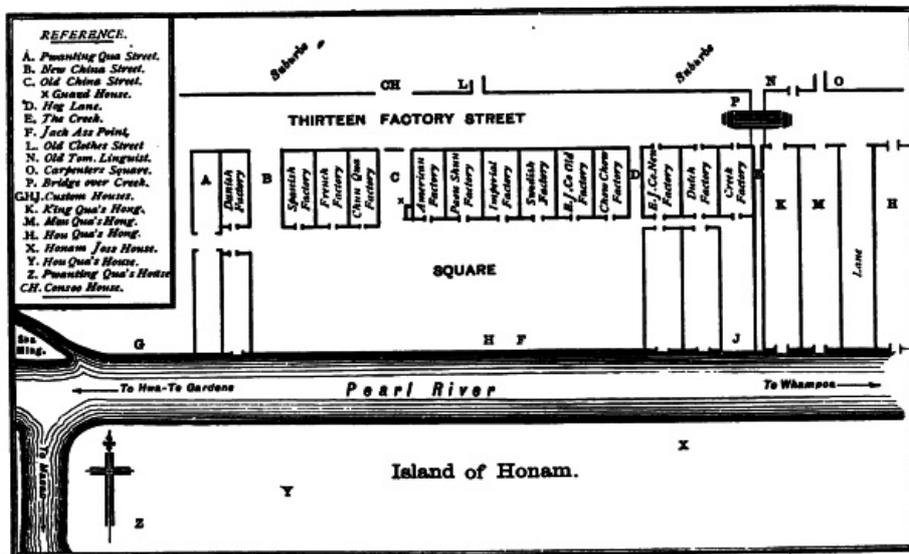 REFERENCE.
A. Pwanting Qua Street.
B. New China Street.
C. Old China Street.
x Guard House.
D. Hog Lane.
E. The Creek.
F. Jack Ass Point,
L. Old Clothes Street
N. Old Tom. Linguist.
O. Carpenters Square.
P. Bridge over Creek.
G.H.J. Custom Houses.
K. King Qua's Hong.
M. Man Qua's Hong.
H. Hou Qua's Hong.
X. Honam Joss House.
Y. Hou Qua's House.
Z. Pwanting Qua's House
CH. Consoo House.
Suburbs
Suburbs
CH
L
N
O
P
THIRTEEN FACTORY STREET
A
Danish Factory
B
Spanish Factory
French Factory
Chun Qua Factory
C
x
American Factory
Paou Shun Factory
Imperial Factory
Swedish Factory
E.I.Co Old Factory
Chow Chow Factory
D
E.I.Co. New Factory
Dutch Factory
Creek Factory
E
K
M
Lane
H
SQUARE
G
H
F
J
To Hwa-Te Gardens
Pearl River
To Whampoa
To Macao
X
Island of Honam.
Y
Z